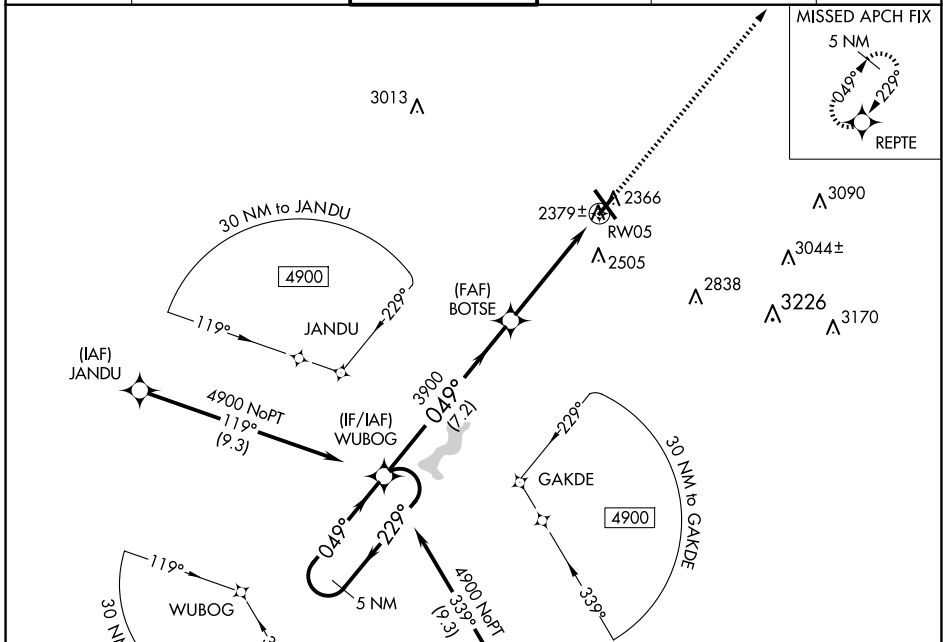 MISSED APCH FIX
5 NM
049°
229°
REPTE
3013
2379±
2366
RW05
2505
3090
3044±
2838
3226
3170
30 NM to JANDU
4900
119°
229°
JANDU
(FAF)
BOTSE
(IAF)
JANDU
4900 NoPT
119°
(9.3)
(IF/IAF)
WUBOG
3900
049°
(7.2)
229°
GAKDE
4900
30 NM to GAKDE
339°
049°
229°
5 NM
4900 NoPT
339°
(9.3)
119°
WUBOG
30 NM